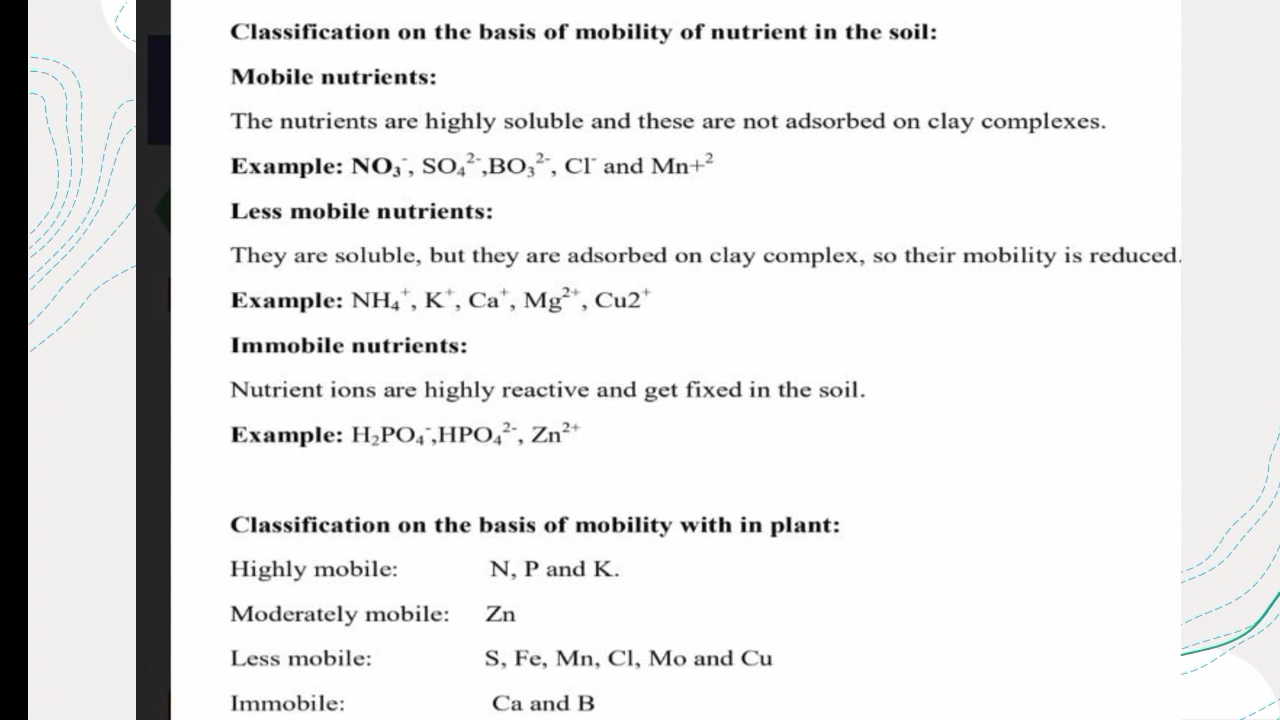 Classification on the basis of mobility of nutrient in the soil:
Mobile nutrients:
The nutrients are highly soluble and these are not adsorbed on clay complexes.
Example: NO₃⁻, SO₄²⁻,BO₃²⁻, Cl⁻ and Mn+²
Less mobile nutrients:
They are soluble, but they are adsorbed on clay complex, so their mobility is reduced.
Example: NH₄⁺, K⁺, Ca⁺, Mg²⁺, Cu2⁺
Immobile nutrients:
Nutrient ions are highly reactive and get fixed in the soil.
Example: H₂PO₄⁻,HPO₄²⁻, Zn²⁺
Classification on the basis of mobility with in plant:
Highly mobile: N, P and K.
Moderately mobile: Zn
Less mobile: S, Fe, Mn, Cl, Mo and Cu
Immobile: Ca and B